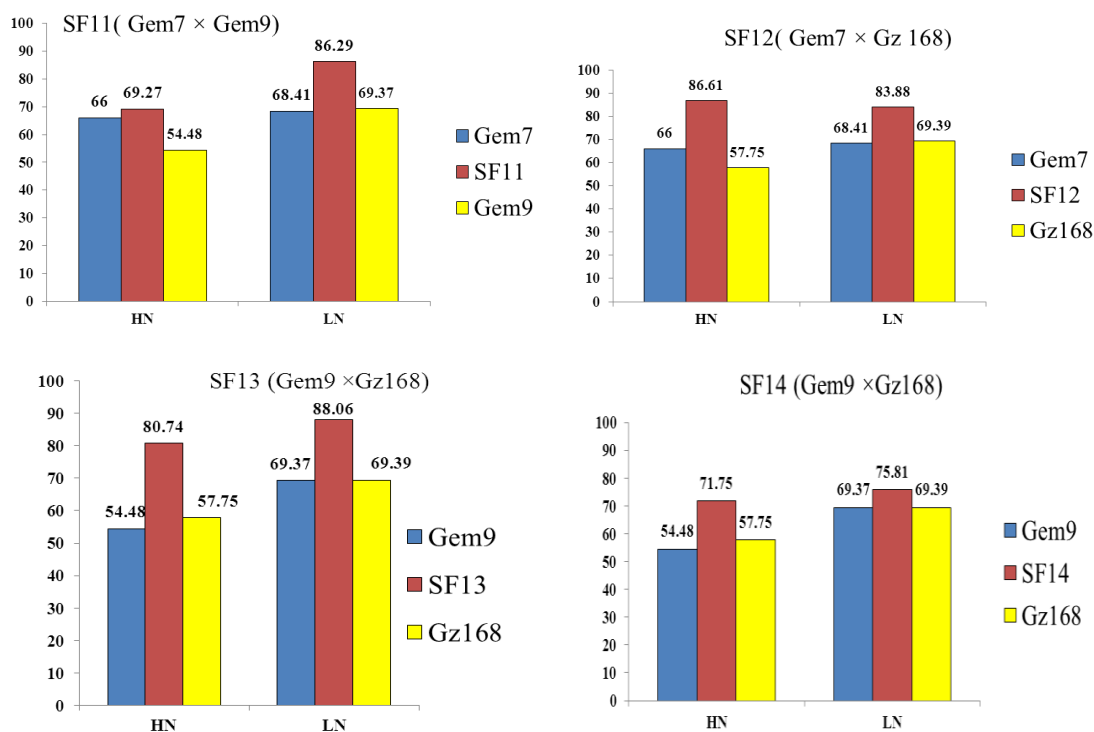 SF11( Gem7 × Gem9)
100
90
80
70
60
50
40
30
20
10
0
66
69.27
54.48
68.41
86.29
69.37
HN
LN
Gem7
SF11
Gem9
SF12( Gem7 × Gz 168)
100
90
80
70
60
50
40
30
20
10
0
66
86.61
57.75
68.41
83.88
69.39
HN
LN
Gem7
SF12
Gz168
SF13 (Gem9 ×Gz168)
100
90
80
70
60
50
40
30
20
10
0
54.48
80.74
57.75
69.37
88.06
69.39
HN
LN
Gem9
SF13
Gz168
SF14 (Gem9 ×Gz168)
100
90
80
70
60
50
40
30
20
10
0
54.48
71.75
57.75
69.37
75.81
69.39
HN
LN
Gem9
SF14
Gz168